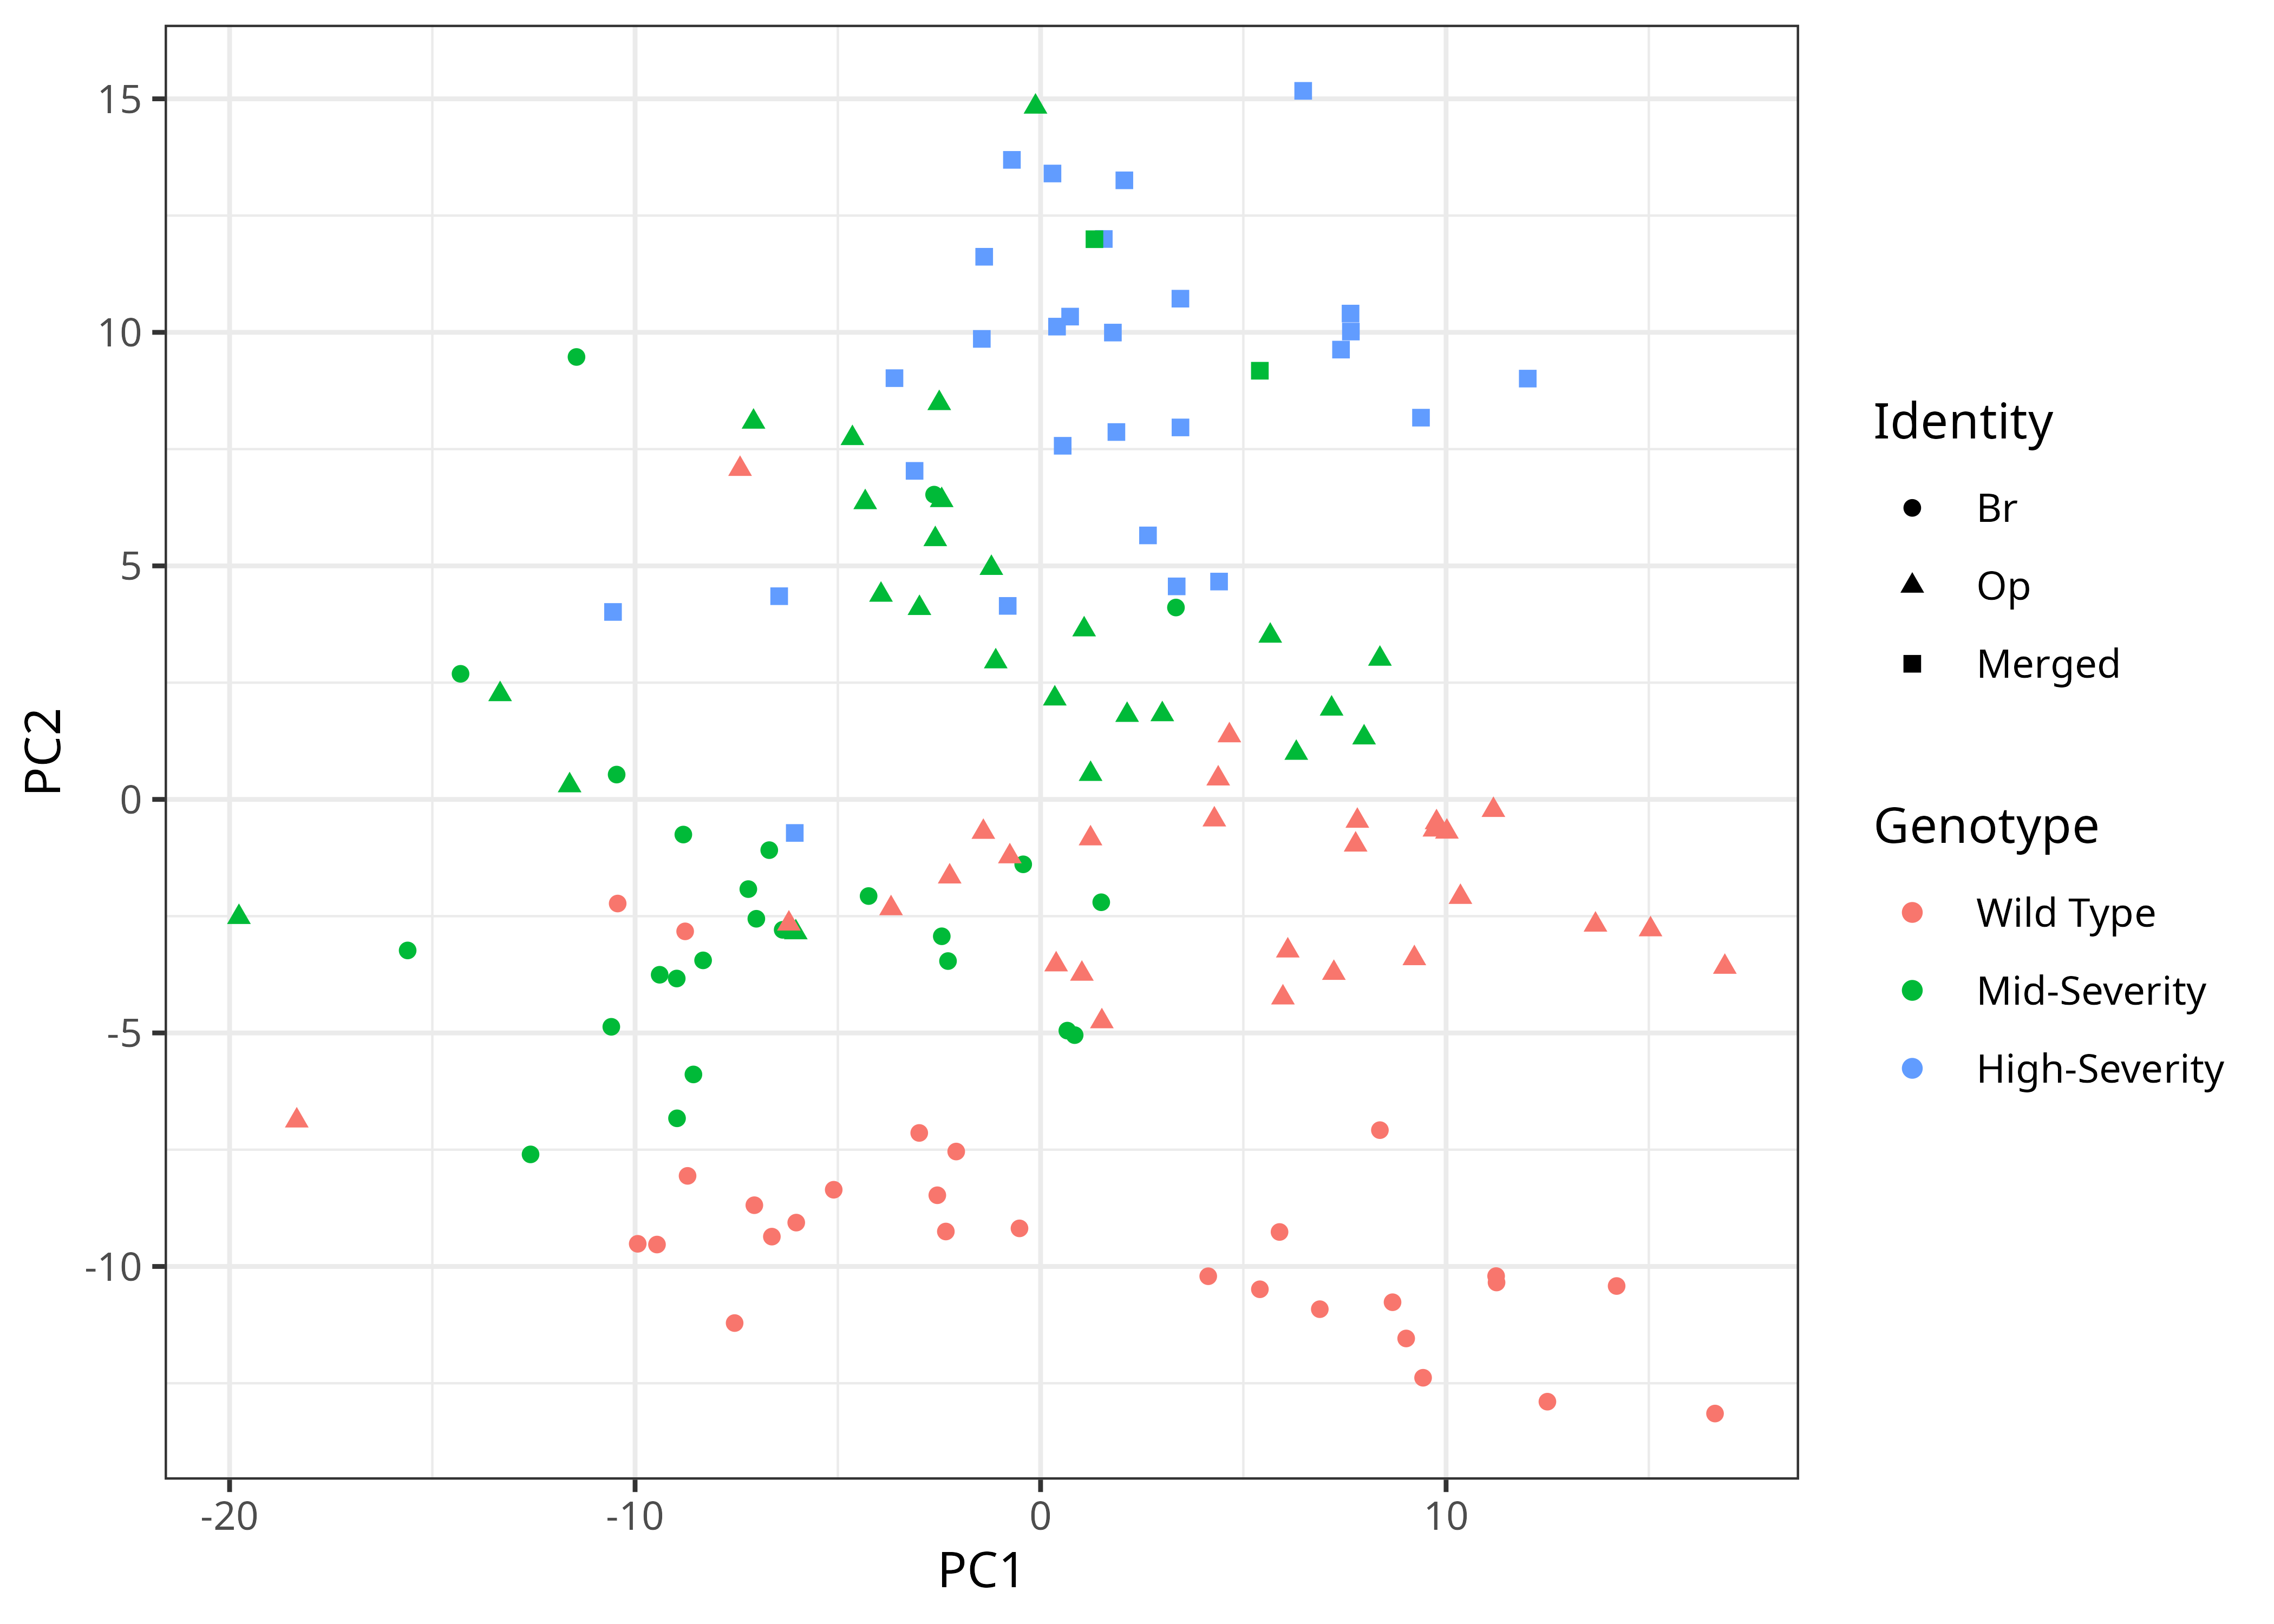 15
10
5
0
-5
-10
PC2
-20
-10
0
10
PC1
Identity
Br
Op
Merged
Genotype
Wild Type
Mid-Severity
High-Severity